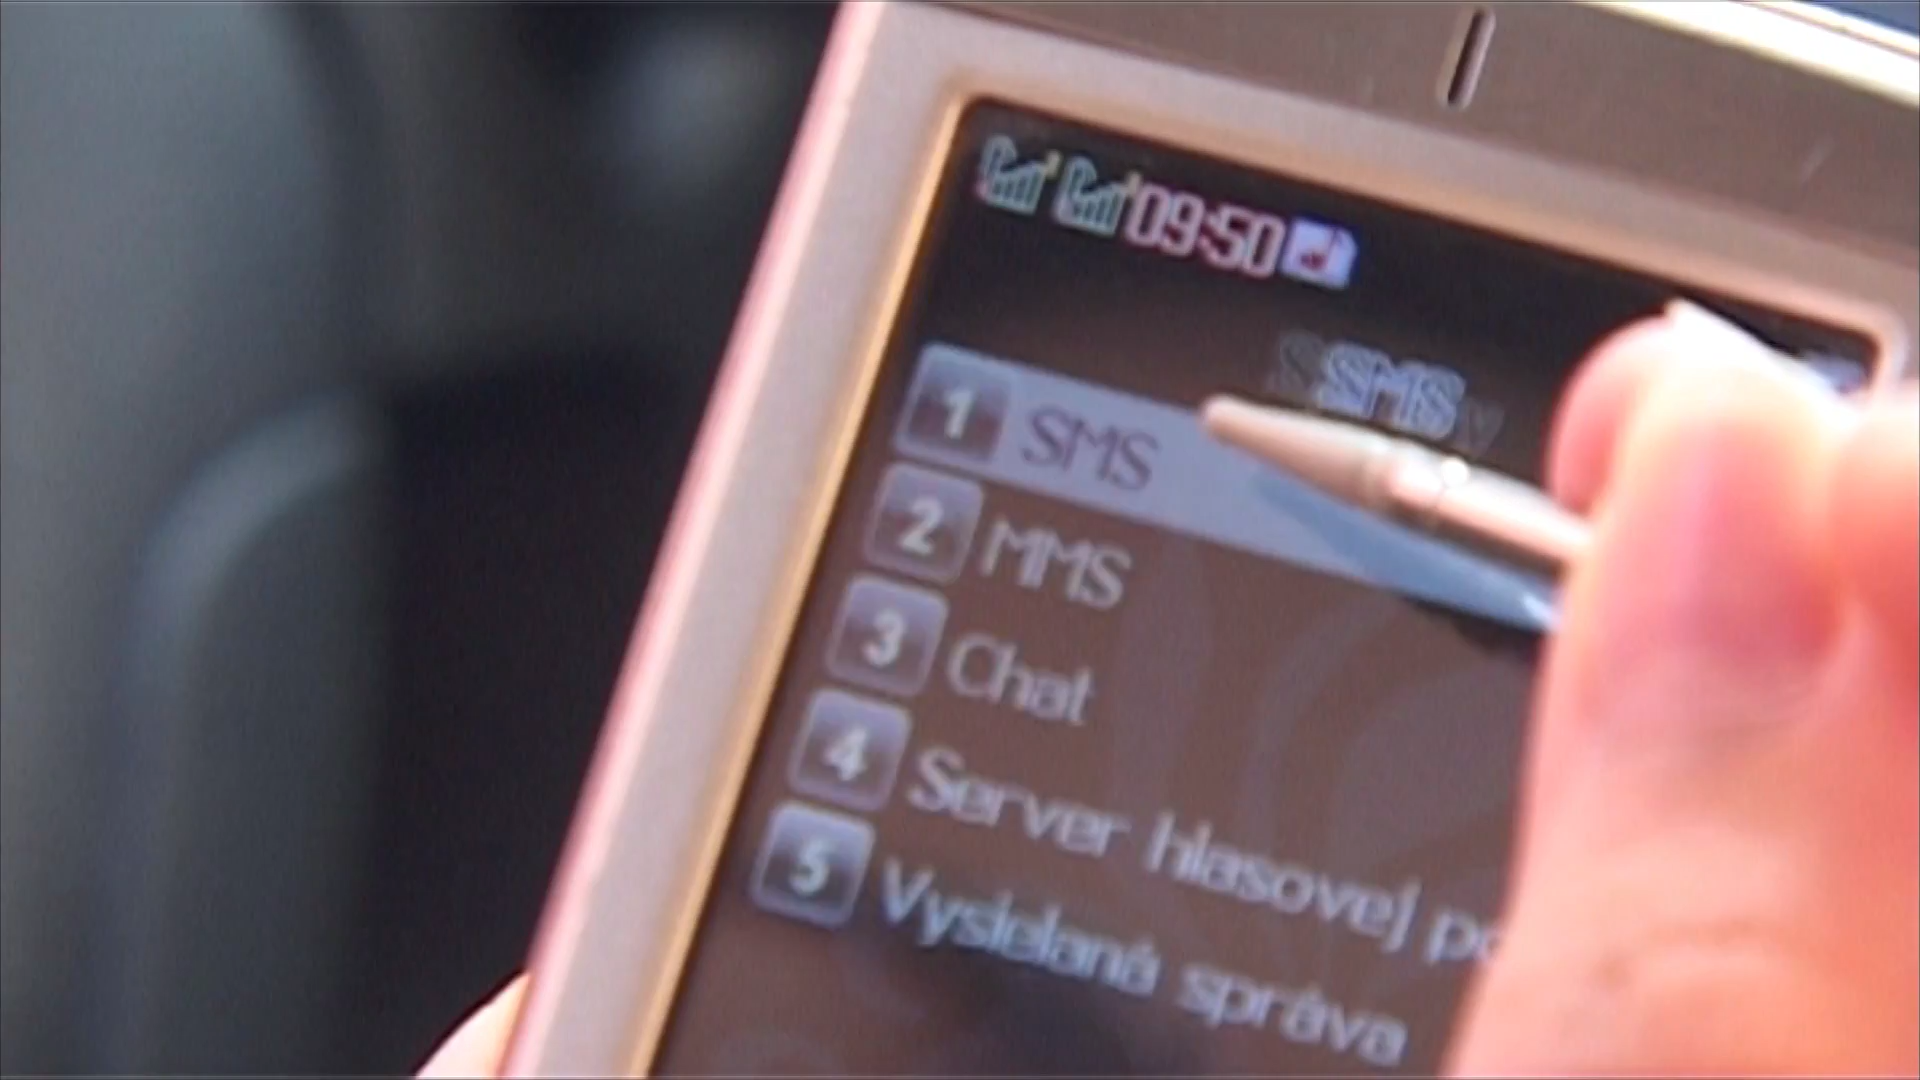 09:50
SMS
1 SMS
2 MMS
3 Chat
4 Server hlasovej
5 Vysielaná správa